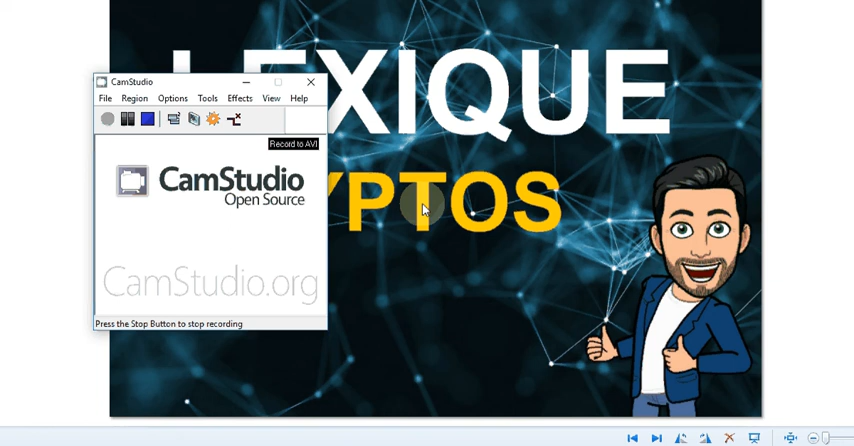 LEXIQUE
YPTOS
CamStudio
File Region Options Tools Effects View Help
Record to AVI
CamStudio
Open Source
CamStudio.org
Press the Stop Button to stop recording